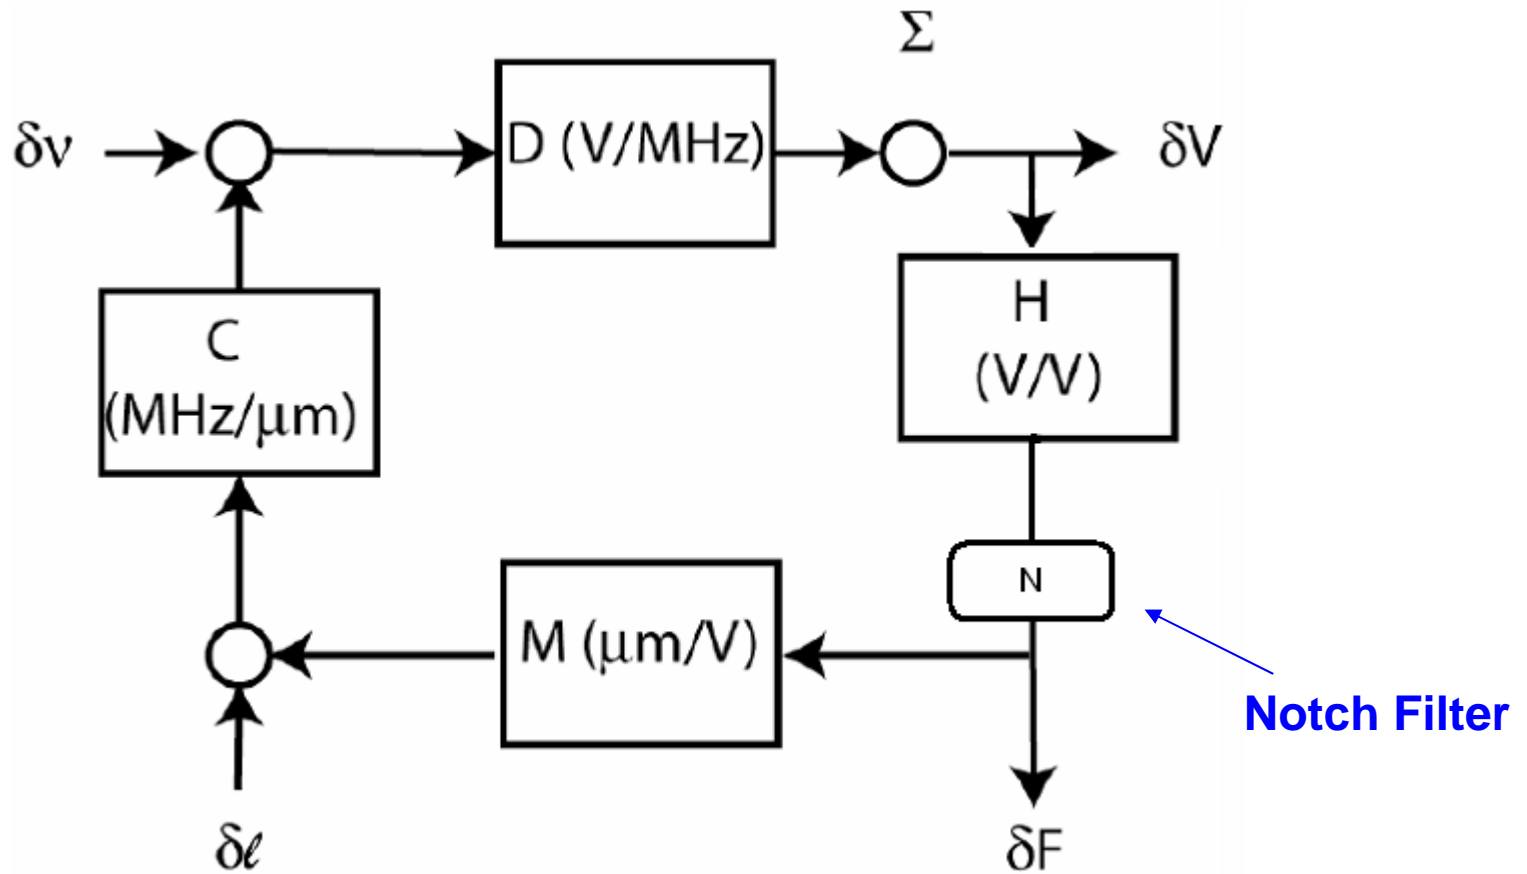 Σ
δν
D (V/MHz)
δV
H
(V/V)
C
(MHz/μm)
N
M (μm/V)
Notch Filter
δℓ
δF